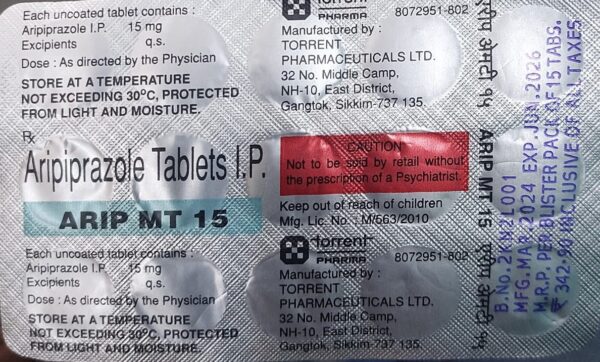 Each uncoated tablet contains :
Aripiprazole I.P. 15 mg
Excipients q.s.
Dose : As directed by the Physician
STORE AT A TEMPERATURE
NOT EXCEEDING 30°C, PROTECTED
FROM LIGHT AND MOISTURE.
torrent
PHARMA 8072951-802
Manufactured by :
TORRENT
PHARMACEUTICALS LTD.
32 No. Middle Camp,
NH-10, East District,
Gangtok, Sikkim-737 135.
Rx
Aripiprazole Tablets I.P.
ARIP MT 15
CAUTION
Not to be sold by retail without
the prescription of a Psychiatrist.
Keep out of reach of children
Mfg. Lic. No. : M/563/2010
Each uncoated tablet contains :
Aripiprazole I.P. 15 mg
Excipients q.s.
Dose : As directed by the Physician
STORE AT A TEMPERATURE
NOT EXCEEDING 30°C, PROTECTED
FROM LIGHT AND MOISTURE.
torrent
PHARMA 8072951-802
Manufactured by :
TORRENT
PHARMACEUTICALS LTD.
32 No. Middle Camp,
NH-10, East District,
Gangtok, Sikkim-737 135.
एरीप एमटी १५ ARIP MT 15 एरीप एमटी १५
B.No.2KM2L001
MFG.MAR.2024 EXP.JUN.2026
M.R.P. PER BLISTER PACK OF 15 TABS.
₹ 342.90 INCLUSIVE OF ALL TAXES